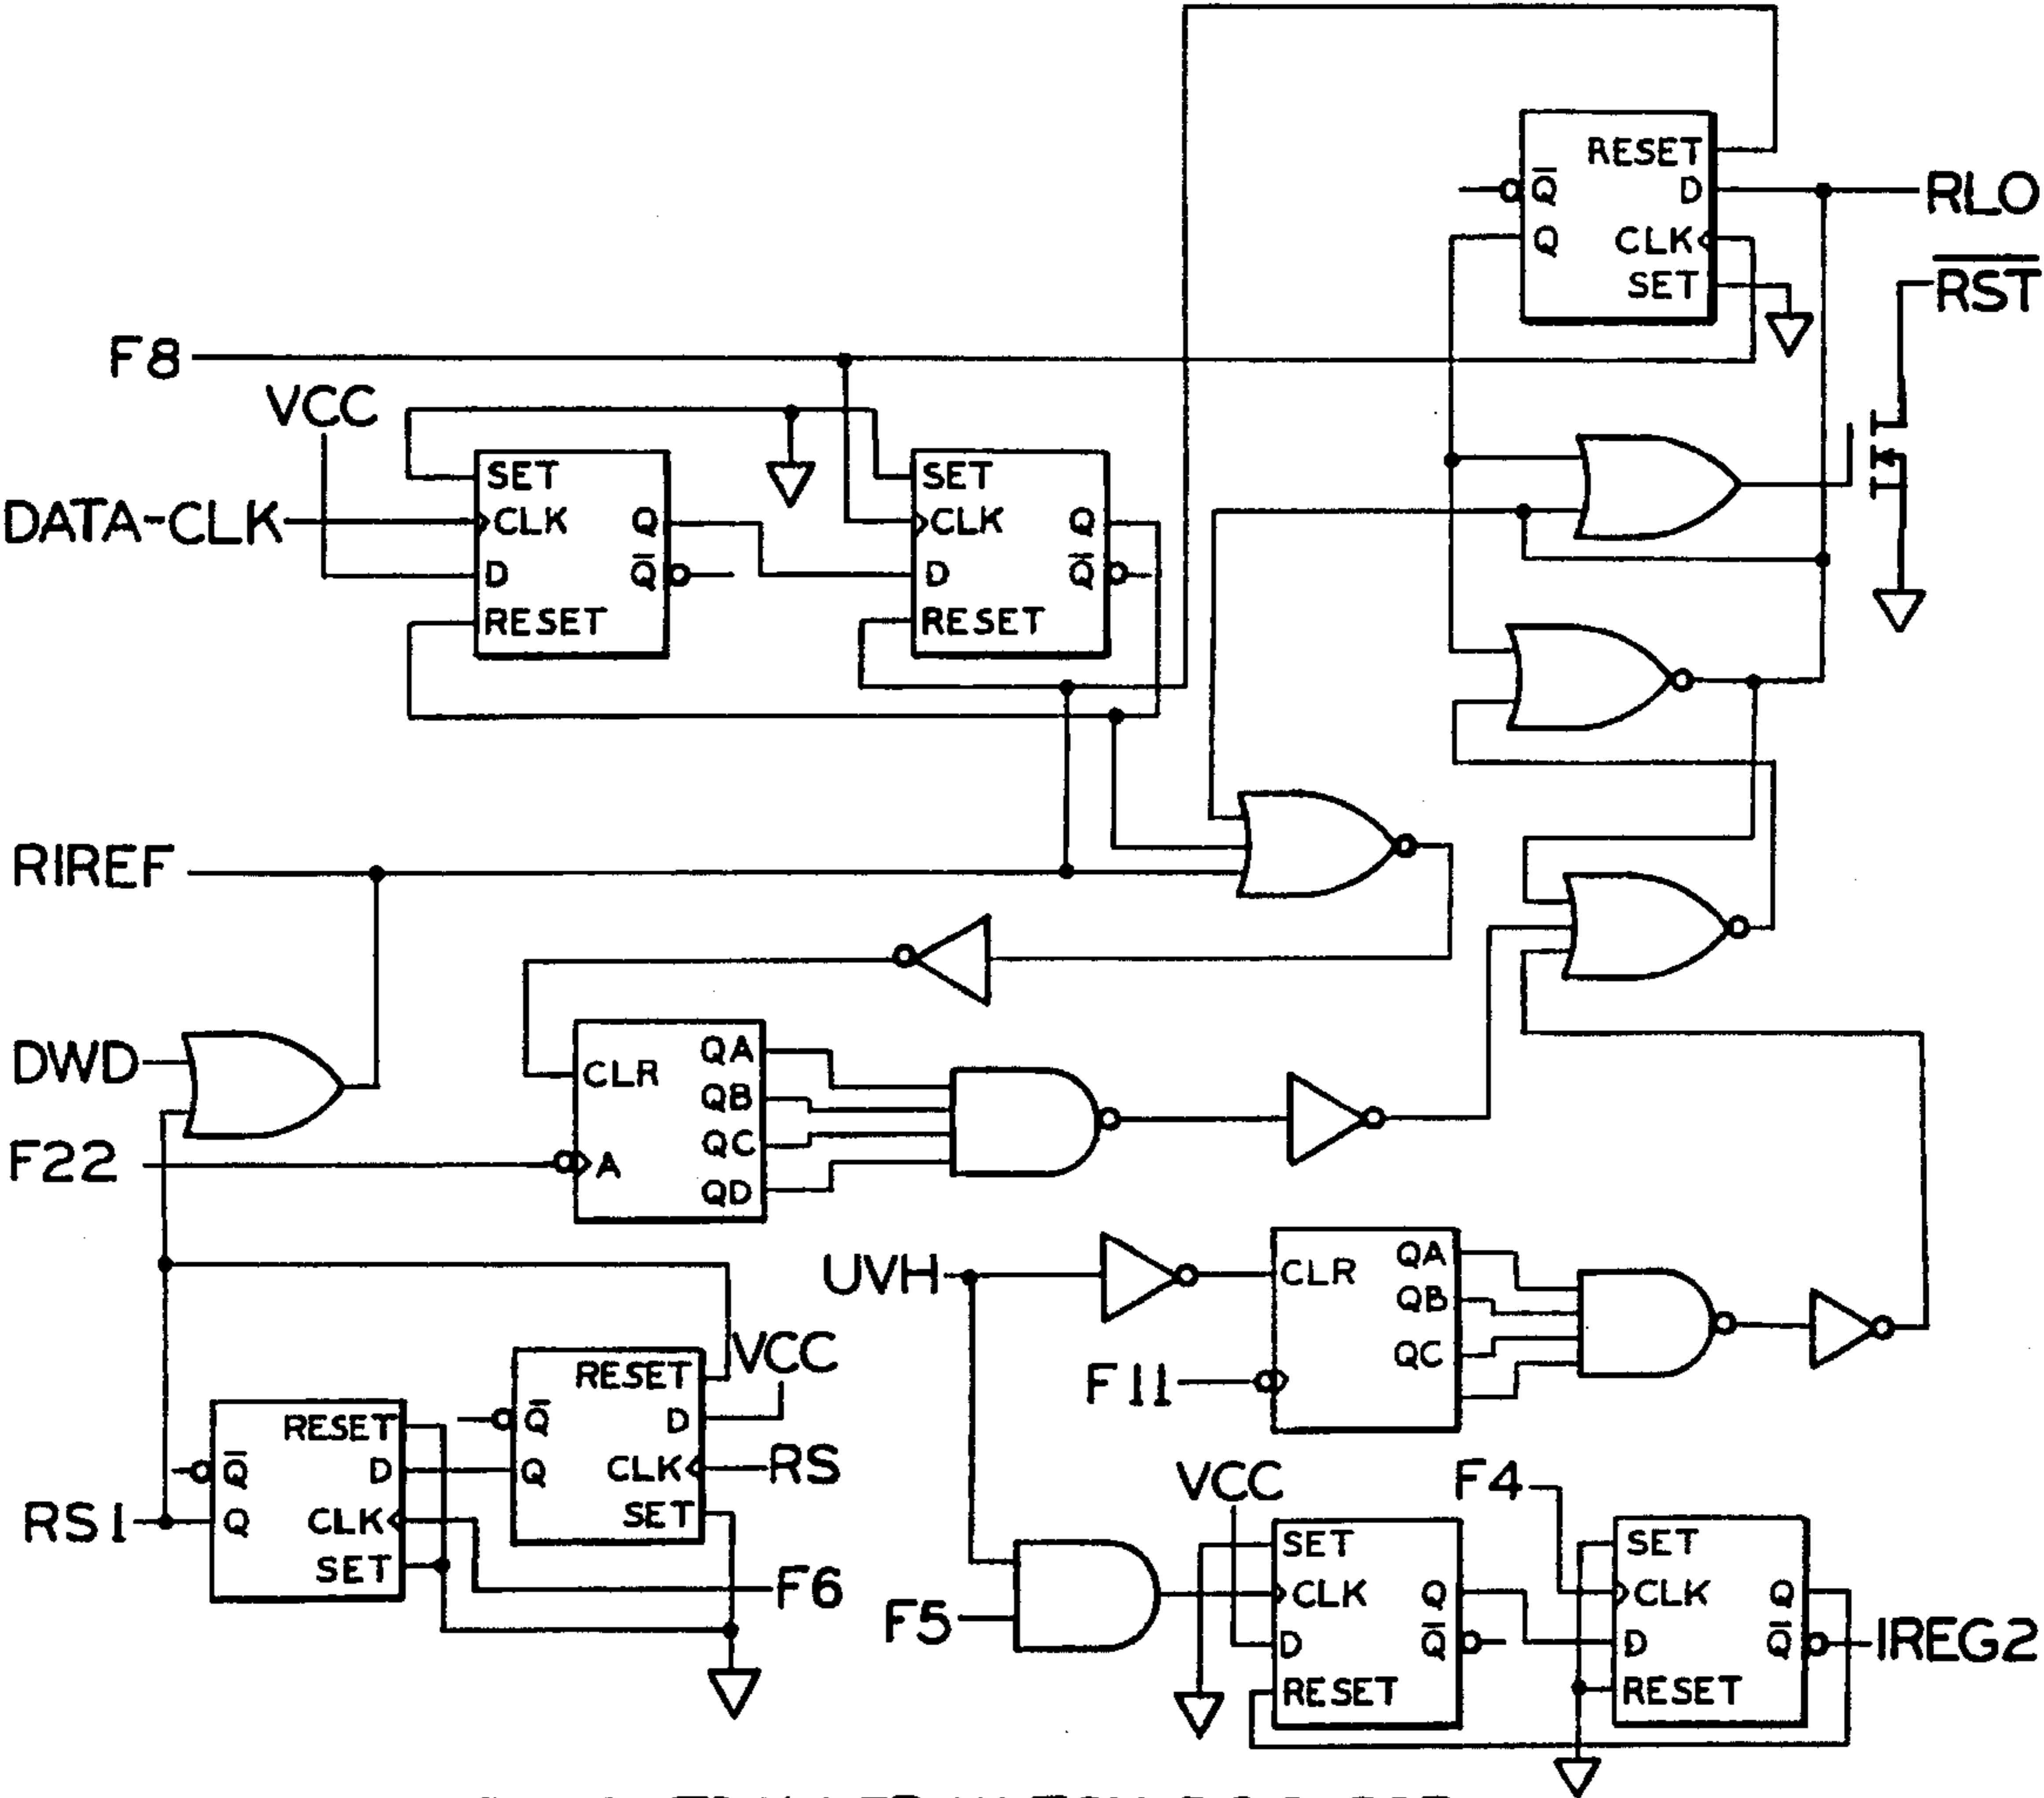 RESET
Q̅
D
RLO
Q
CLK
SET
R̅S̅T̅
F8
VCC
SET
DATA-CLK
CLK
Q
D
Q̅
RESET
SET
CLK
Q
D
Q̅
RESET
RIREF
DWD
CLR
QA
QB
QC
QD
F22
A
UVH
CLR
QA
QB
QC
F11
VCC
RESET
Q̅
D
Q
CLK
RS
SET
RESET
Q̅
D
RS1
Q
CLK
SET
F6
VCC
F4
F5
SET
CLK
Q
D
Q̅
RESET
SET
CLK
Q
D
Q̅
IREG2
RESET